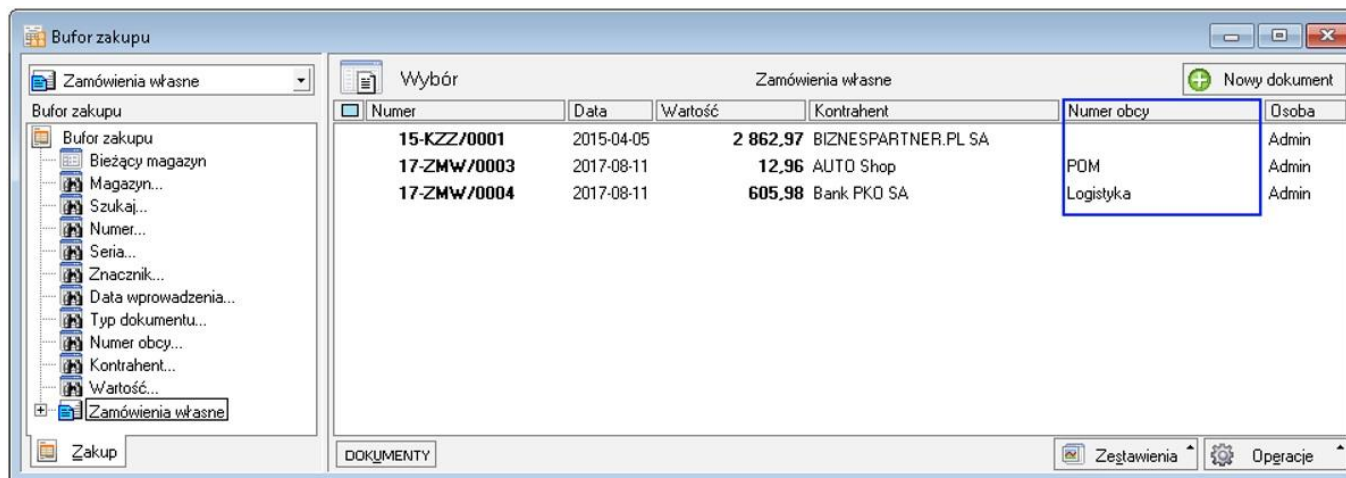 Bufor zakupu
Zamówienia własne
Bufor zakupu
Bufor zakupu
Bieżący magazyn
Magazyn...
Szukaj...
Numer...
Seria...
Znacznik...
Data wprowadzenia...
Typ dokumentu...
Numer obcy...
Kontrahent...
Wartość...
Zamówienia własne
Zakup
Wybór Zamówienia własne Nowy dokument
Numer Data Wartość Kontrahent Numer obcy Osoba
15-KZZ/0001 2015-04-05 2 862,97 BIZNESPARTNER.PL SA Admin
17-ZMW/0003 2017-08-11 12,96 AUTO Shop POM Admin
17-ZMW/0004 2017-08-11 605,98 Bank PKO SA Logistyka Admin
DOKUMENTY Zestawienia Operacje